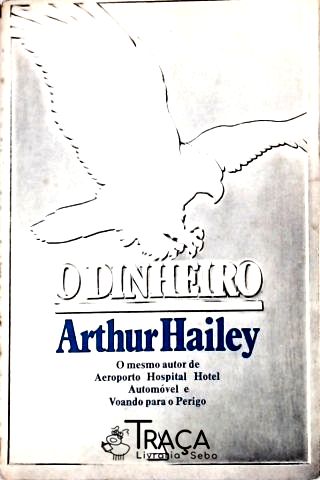 O DINHEIRO
Arthur Hailey
O mesmo autor de
Aeroporto Hospital Hotel
Automóvel e
Voando para o Perigo
TRAÇA
Livraria Sebo